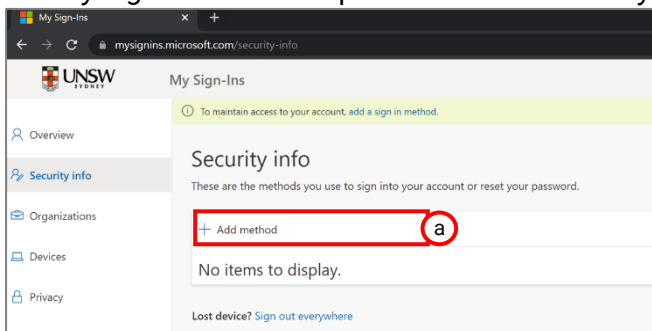 My Sign-Ins
mysignins.microsoft.com/security-info
UNSW
SYDNEY
My Sign-Ins
To maintain access to your account, add a sign in method.
Overview
Security info
Organizations
Devices
Privacy
Security info
These are the methods you use to sign into your account or reset your password.
+ Add method
a
No items to display.
Lost device? Sign out everywhere